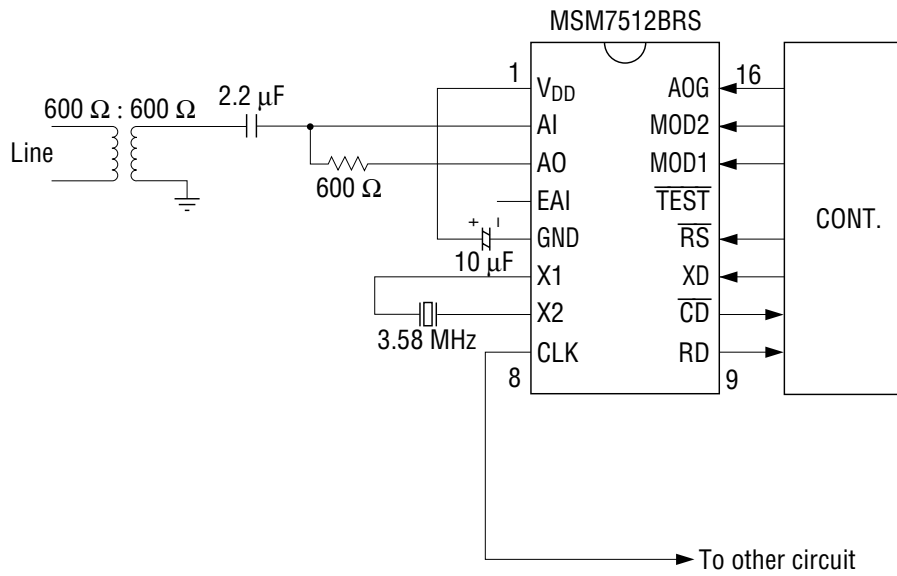 MSM7512BRS
1
VDD
AOG
16
600 Ω : 600 Ω
2.2 μF
AI
MOD2
Line
AO
MOD1
600 Ω
EAI
TEST
CONT.
+ –
GND
RS
10 μF
X1
XD
X2
CD
3.58 MHz
CLK
RD
8
9
To other circuit